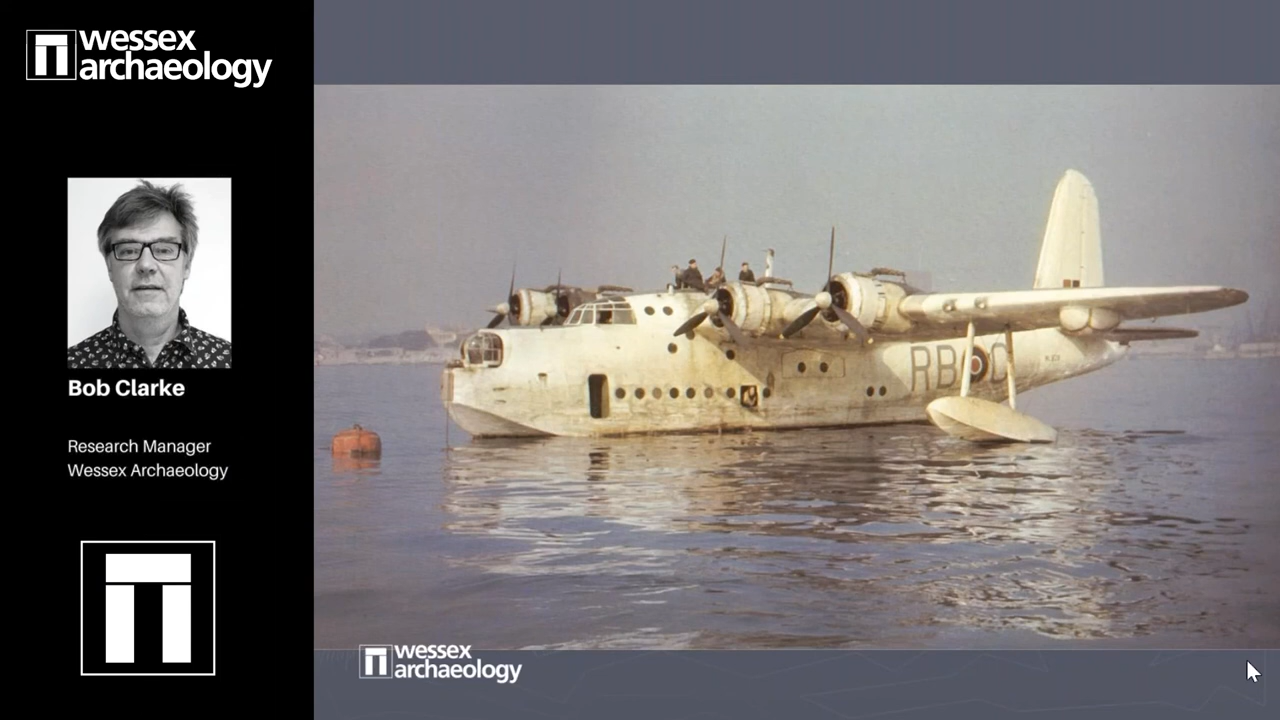 wessex
archaeology
Bob Clarke
Research Manager
Wessex Archaeology
RB C
wessex
archaeology